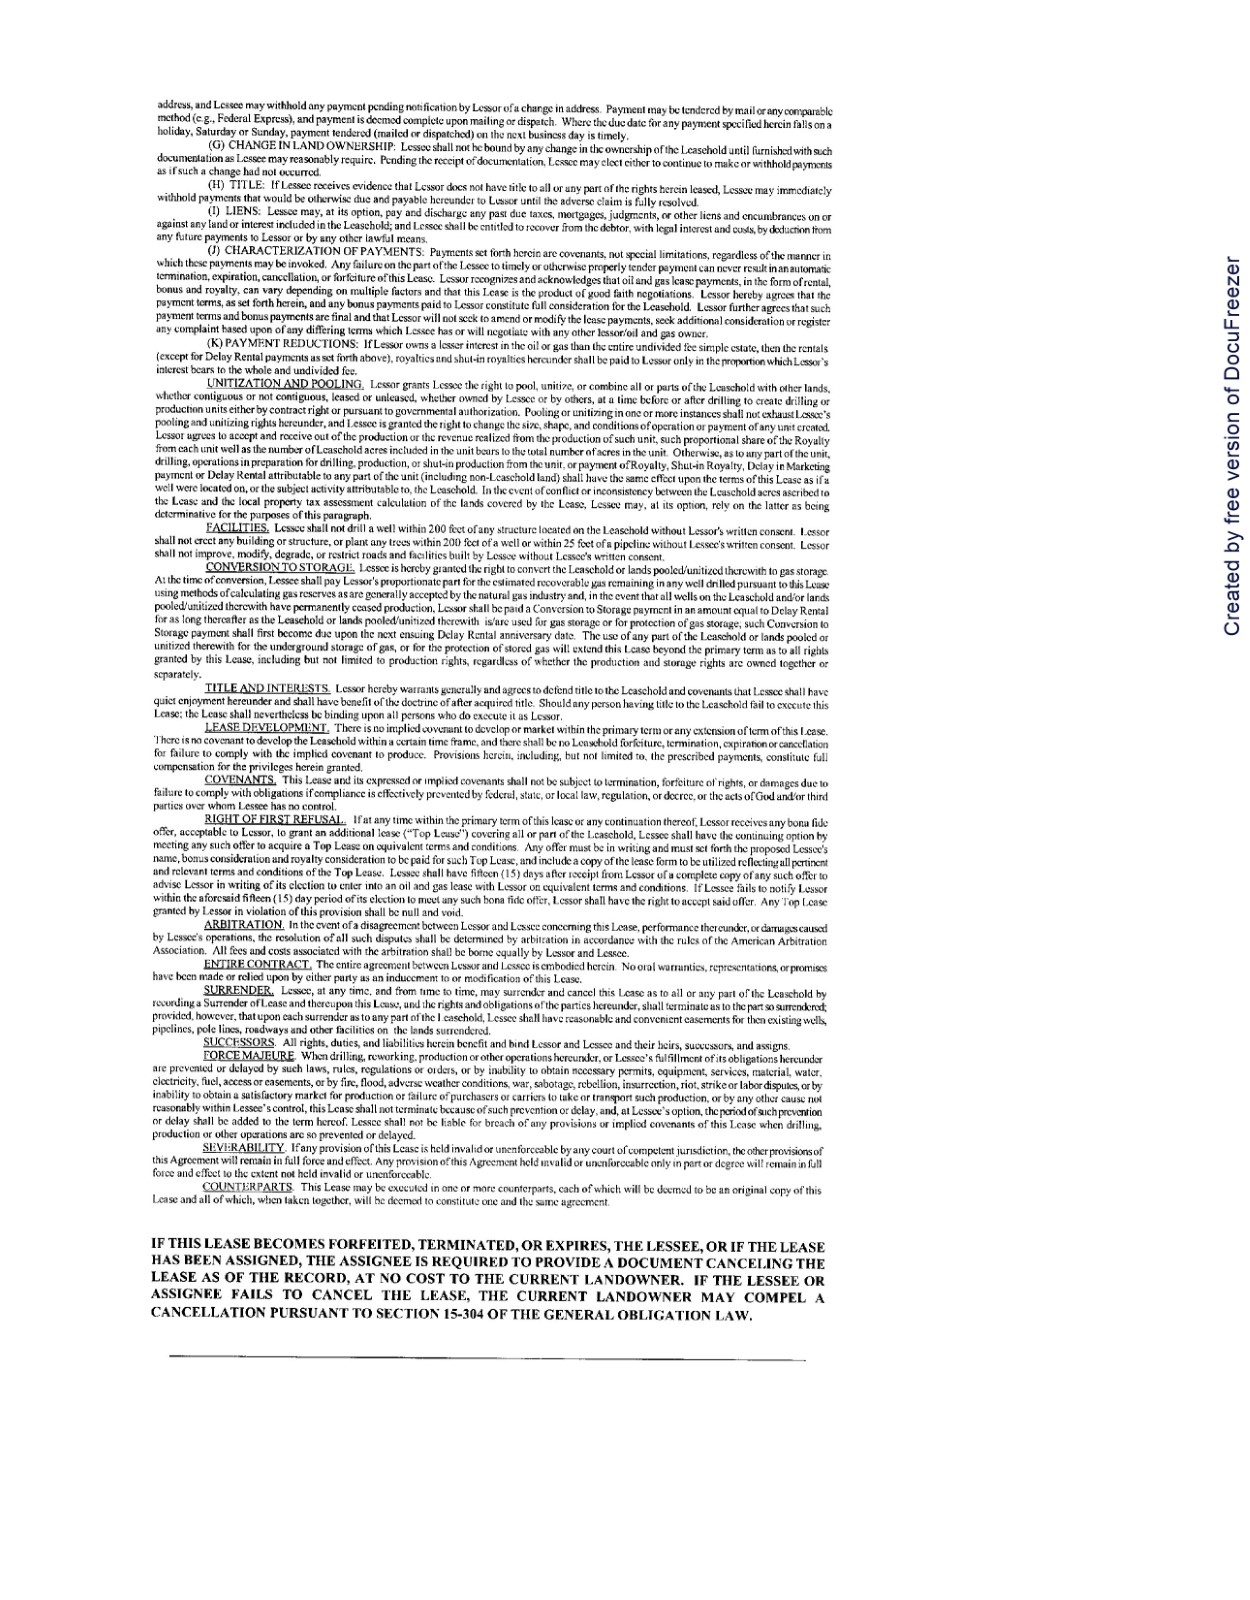 address, and Lessee may withhold any payment pending notification by Lessor of a change in address. Payment may be tendered by mail or any comparable
method (e.g., Federal Express), and payment is deemed complete upon mailing or dispatch. Where the due date for any payment specified herein falls on a
holiday, Saturday or Sunday, payment tendered (mailed or dispatched) on the next business day is timely.
(G) CHANGE IN LAND OWNERSHIP: Lessee shall not be bound by any change in the ownership of the Leasehold until furnished with such
documentation as Lessee may reasonably require. Pending the receipt of documentation, Lessee may elect either to continue to make or withhold payments
as if such a change had not occurred.
(H) TITLE: If Lessee receives evidence that Lessor does not have title to all or any part of the rights herein leased, Lessee may immediately
withhold payments that would be otherwise due and payable hereunder to Lessor until the adverse claim is fully resolved.
(I) LIENS: Lessee may, at its option, pay and discharge any past due taxes, mortgages, judgments, or other liens and encumbrances on or
against any land or interest included in the Leasehold; and Lessee shall be entitled to recover from the debtor, with legal interest and costs, by deduction from
any future payments to Lessor or by any other lawful means.
(J) CHARACTERIZATION OF PAYMENTS: Payments set forth herein are covenants, not special limitations, regardless of the manner in
which these payments may be invoked. Any failure on the part of the Lessee to timely or otherwise properly tender payment can never result in an automatic
termination, expiration, cancellation, or forfeiture of this Lease. Lessor recognizes and acknowledges that oil and gas lease payments, in the form of rental,
bonus and royalty, can vary depending on multiple factors and that this Lease is the product of good faith negotiations. Lessor hereby agrees that the
payment terms, as set forth herein, and any bonus payments paid to Lessor constitute full consideration for the Leasehold. Lessor further agrees that such
payment terms and bonus payments are final and that Lessor will not seek to amend or modify the lease payments, seek additional consideration or register
any complaint based upon of any differing terms which Lessee has or will negotiate with any other lessor/oil and gas owner.
(K) PAYMENT REDUCTIONS: If Lessor owns a lesser interest in the oil or gas than the entire undivided fee simple estate, then the rentals
(except for Delay Rental payments as set forth above), royalties and shut-in royalties hereunder shall be paid to Lessor only in the proportion which Lessor's
interest bears to the whole and undivided fee.
UNITIZATION AND POOLING. Lessor grants Lessee the right to pool, unitize, or combine all or parts of the Leasehold with other lands,
whether contiguous or not contiguous, leased or unleased, whether owned by Lessee or by others, at a time before or after drilling to create drilling or
production units either by contract right or pursuant to governmental authorization. Pooling or unitizing in one or more instances shall not exhaust Lessee's
pooling and unitizing rights hereunder, and Lessee is granted the right to change the size, shape, and conditions of operation or payment of any unit created.
Lessor agrees to accept and receive out of the production or the revenue realized from the production of such unit, such proportional share of the Royalty
from each unit well as the number of Leasehold acres included in the unit bears to the total number of acres in the unit. Otherwise, as to any part of the unit,
drilling, operations in preparation for drilling, production, or shut-in production from the unit, or payment of Royalty, Shut-in Royalty, Delay in Marketing
payment or Delay Rental attributable to any part of the unit (including non-Leasehold land) shall have the same effect upon the terms of this Lease as if a
well were located on, or the subject activity attributable to, the Leasehold. In the event of conflict or inconsistency between the Leasehold acres ascribed to
the Lease and the local property tax assessment calculation of the lands covered by the Lease, Lessee may, at its option, rely on the latter as being
determinative for the purposes of this paragraph.
FACILITIES. Lessee shall not drill a well within 200 feet of any structure located on the Leasehold without Lessor's written consent. Lessor
shall not erect any building or structure, or plant any trees within 200 feet of a well or within 25 feet of a pipeline without Lessee's written consent. Lessor
shall not improve, modify, degrade, or restrict roads and facilities built by Lessee without Lessee's written consent.
CONVERSION TO STORAGE. Lessee is hereby granted the right to convert the Leasehold or lands pooled/unitized therewith to gas storage.
At the time of conversion, Lessee shall pay Lessor's proportionate part for the estimated recoverable gas remaining in any well drilled pursuant to this Lease
using methods of calculating gas reserves as are generally accepted by the natural gas industry and, in the event that all wells on the Leasehold and/or lands
pooled/unitized therewith have permanently ceased production, Lessor shall be paid a Conversion to Storage payment in an amount equal to Delay Rental
for as long thereafter as the Leasehold or lands pooled/unitized therewith is/are used for gas storage or for protection of gas storage; such Conversion to
Storage payment shall first become due upon the next ensuing Delay Rental anniversary date. The use of any part of the Leasehold or lands pooled or
unitized therewith for the underground storage of gas, or for the protection of stored gas will extend this Lease beyond the primary term as to all rights
granted by this Lease, including but not limited to production rights, regardless of whether the production and storage rights are owned together or
separately.
TITLE AND INTERESTS. Lessor hereby warrants generally and agrees to defend title to the Leasehold and covenants that Lessee shall have
quiet enjoyment hereunder and shall have benefit of the doctrine of after acquired title. Should any person having title to the Leasehold fail to execute this
Lease; the Lease shall nevertheless be binding upon all persons who do execute it as Lessor.
LEASE DEVELOPMENT. There is no implied covenant to develop or market within the primary term or any extension of term of this Lease.
There is no covenant to develop the Leasehold within a certain time frame, and there shall be no Leasehold forfeiture, termination, expiration or cancellation
for failure to comply with the implied covenant to produce. Provisions herein, including, but not limited to, the prescribed payments, constitute full
compensation for the privileges herein granted.
COVENANTS. This Lease and its expressed or implied covenants shall not be subject to termination, forfeiture of rights, or damages due to
failure to comply with obligations if compliance is effectively prevented by federal, state, or local law, regulation, or decree, or the acts of God and/or third
parties over whom Lessee has no control.
RIGHT OF FIRST REFUSAL. If at any time within the primary term of this lease or any continuation thereof, Lessor receives any bona fide
offer, acceptable to Lessor, to grant an additional lease ("Top Lease") covering all or part of the Leasehold, Lessee shall have the continuing option by
meeting any such offer to acquire a Top Lease on equivalent terms and conditions. Any offer must be in writing and must set forth the proposed Lessee's
name, bonus consideration and royalty consideration to be paid for such Top Lease, and include a copy of the lease form to be utilized reflecting all pertinent
and relevant terms and conditions of the Top Lease. Lessee shall have fifteen (15) days after receipt from Lessor of a complete copy of any such offer to
advise Lessor in writing of its election to enter into an oil and gas lease with Lessor on equivalent terms and conditions. If Lessee fails to notify Lessor
within the aforesaid fifteen (15) day period of its election to meet any such bona fide offer, Lessor shall have the right to accept said offer. Any Top Lease
granted by Lessor in violation of this provision shall be null and void.
ARBITRATION. In the event of a disagreement between Lessor and Lessee concerning this Lease, performance thereunder, or damages caused
by Lessee's operations, the resolution of all such disputes shall be determined by arbitration in accordance with the rules of the American Arbitration
Association. All fees and costs associated with the arbitration shall be borne equally by Lessor and Lessee.
ENTIRE CONTRACT. The entire agreement between Lessor and Lessee is embodied herein. No oral warranties, representations, or promises
have been made or relied upon by either party as an inducement to or modification of this Lease.
SURRENDER. Lessee, at any time, and from time to time, may surrender and cancel this Lease as to all or any part of the Leasehold by
recording a Surrender of Lease and thereupon this Lease, and the rights and obligations of the parties hereunder, shall terminate as to the part so surrendered;
provided, however, that upon each surrender as to any part of the Leasehold, Lessee shall have reasonable and convenient easements for then existing wells,
pipelines, pole lines, roadways and other facilities on the lands surrendered.
SUCCESSORS. All rights, duties, and liabilities herein benefit and bind Lessor and Lessee and their heirs, successors, and assigns.
FORCE MAJEURE. When drilling, reworking, production or other operations hereunder, or Lessee's fulfillment of its obligations hereunder
are prevented or delayed by such laws, rules, regulations or orders, or by inability to obtain necessary permits, equipment, services, material, water,
electricity, fuel, access or easements, or by fire, flood, adverse weather conditions, war, sabotage, rebellion, insurrection, riot, strike or labor disputes, or by
inability to obtain a satisfactory market for production or failure of purchasers or carriers to take or transport such production, or by any other cause not
reasonably within Lessee's control, this Lease shall not terminate because of such prevention or delay, and, at Lessee's option, the period of such prevention
or delay shall be added to the term hereof. Lessee shall not be liable for breach of any provisions or implied covenants of this Lease when drilling,
production or other operations are so prevented or delayed.
SEVERABILITY. If any provision of this Lease is held invalid or unenforceable by any court of competent jurisdiction, the other provisions of
this Agreement will remain in full force and effect. Any provision of this Agreement held invalid or unenforceable only in part or degree will remain in full
force and effect to the extent not held invalid or unenforceable.
COUNTERPARTS. This Lease may be executed in one or more counterparts, each of which will be deemed to be an original copy of this
Lease and all of which, when taken together, will be deemed to constitute one and the same agreement.
IF THIS LEASE BECOMES FORFEITED, TERMINATED, OR EXPIRES, THE LESSEE, OR IF THE LEASE
HAS BEEN ASSIGNED, THE ASSIGNEE IS REQUIRED TO PROVIDE A DOCUMENT CANCELING THE
LEASE AS OF THE RECORD, AT NO COST TO THE CURRENT LANDOWNER. IF THE LESSEE OR
ASSIGNEE FAILS TO CANCEL THE LEASE, THE CURRENT LANDOWNER MAY COMPEL A
CANCELLATION PURSUANT TO SECTION 15-304 OF THE GENERAL OBLIGATION LAW.
Created by free version of DocuFreezer